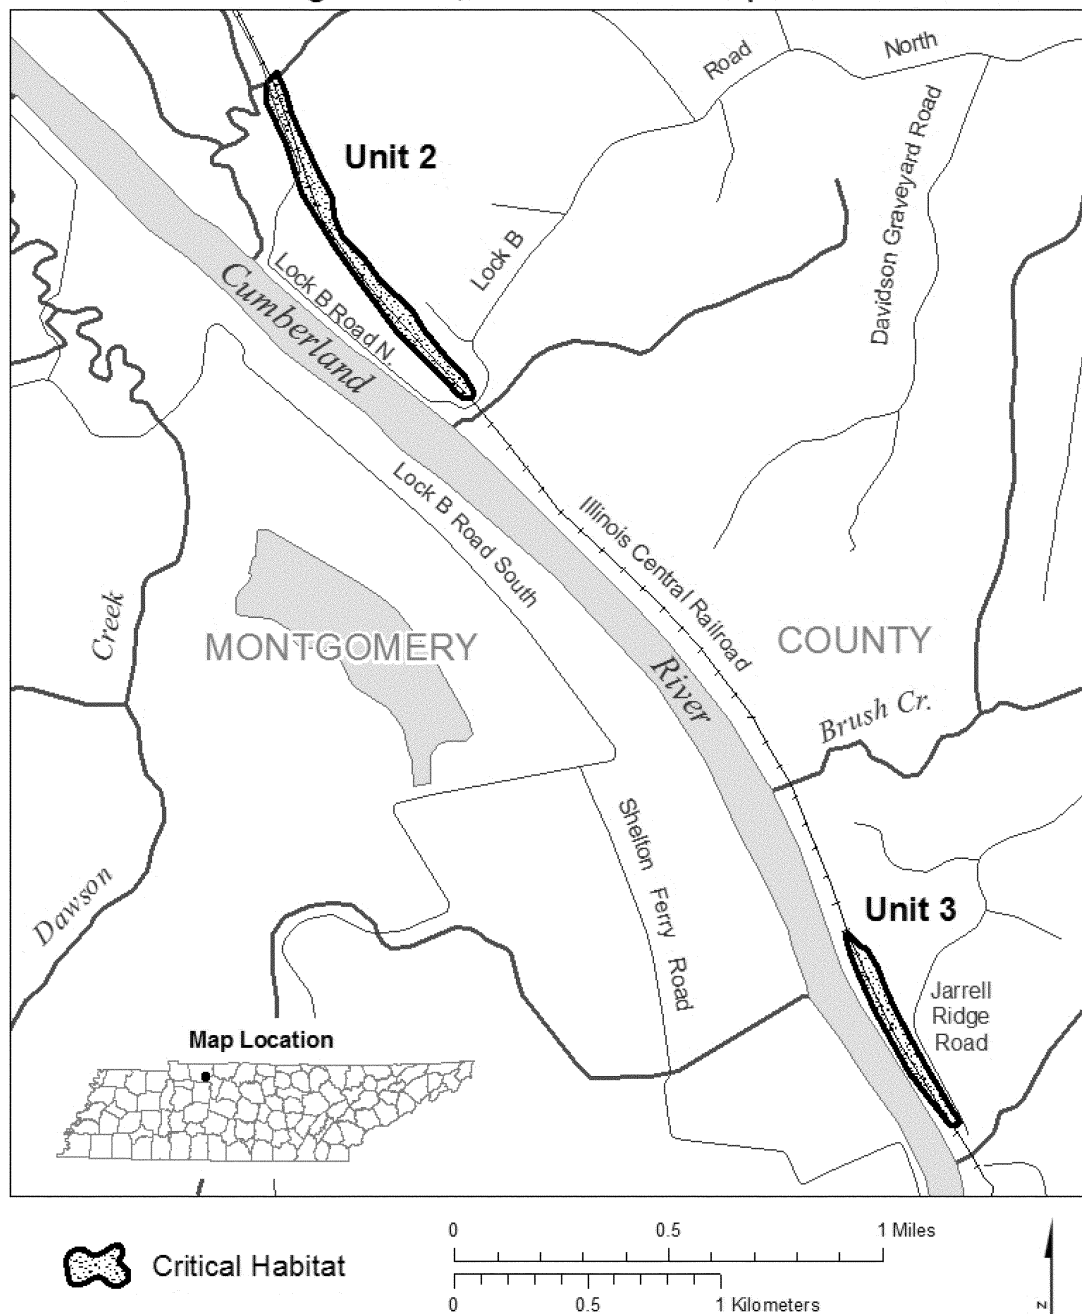 Road
North
Unit 2
Davidson Graveyard Road
Lock B
Lock B Road N.
Cumberland
Lock B Road South
Illinois Central Railroad
Creek
MONTGOMERY
COUNTY
River
Brush Cr.
Shelton Ferry Road
Dawson
Unit 3
Jarrell
Ridge
Road
Map Location
Critical Habitat
0 0.5 1 Miles
0 0.5 1 Kilometers
N